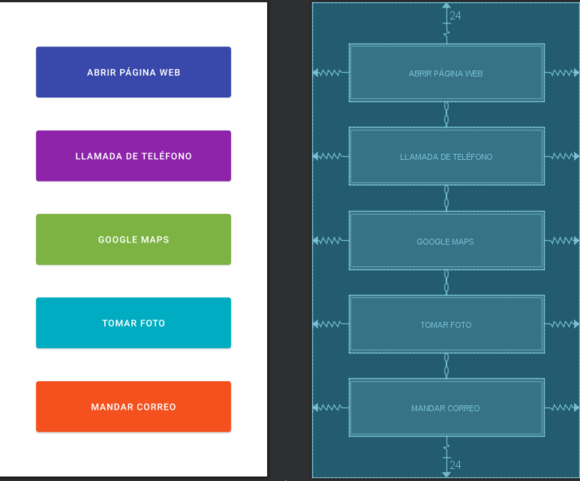 ABRIR PÁGINA WEB
LLAMADA DE TELÉFONO
GOOGLE MAPS
TOMAR FOTO
MANDAR CORREO
24
ABRIR PÁGINA WEB
LLAMADA DE TELÉFONO
GOOGLE MAPS
TOMAR FOTO
MANDAR CORREO
24